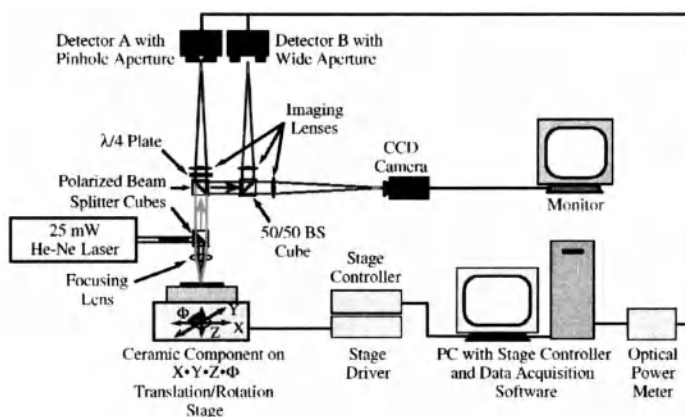 Detector A with
Pinhole Aperture
Detector B with
Wide Aperture
Imaging
Lenses
λ/4 Plate
CCD
Camera
Polarized Beam
Splitter Cubes
Monitor
25 mW
He-Ne Laser
50/50 BS
Cube
Focusing
Lens
Stage
Controller
Φ
Y
X
Z
Ceramic Component on
X•Y•Z•Φ
Translation/Rotation
Stage
Stage
Driver
PC with Stage Controller
and Data Acquisition
Software
Optical
Power
Meter